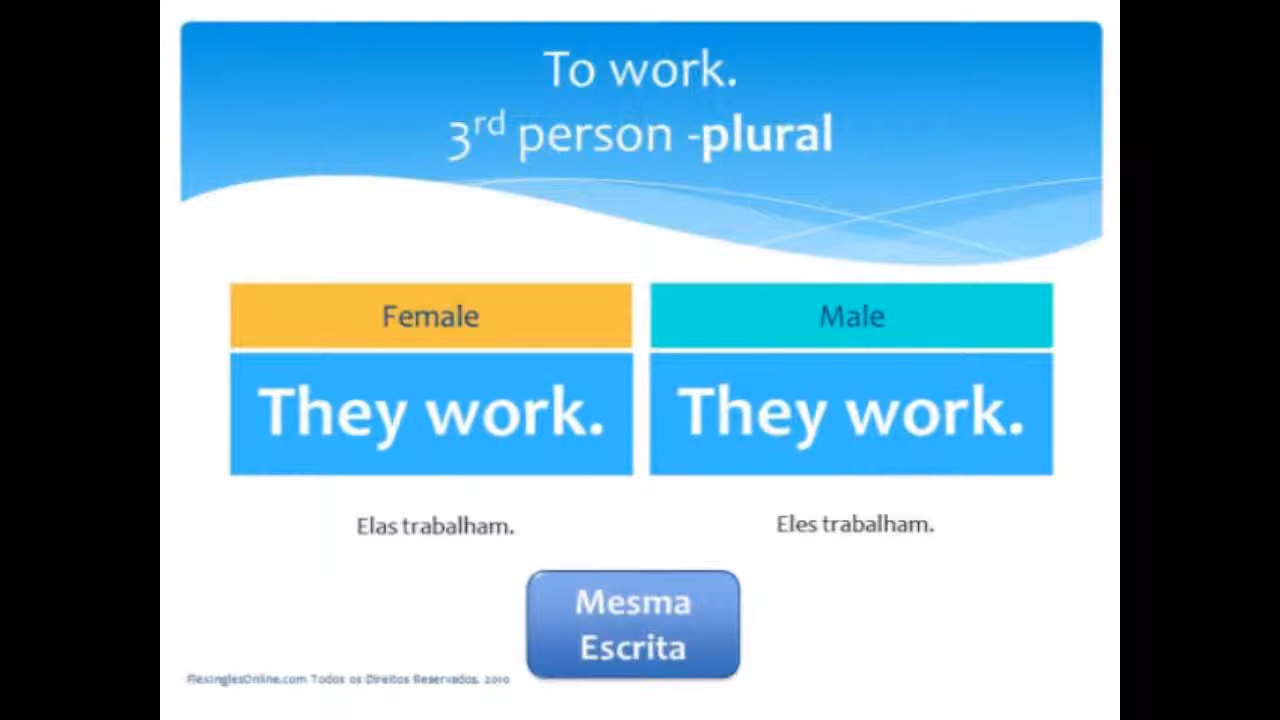 To work.
3rd person -plural
Female
Male
They work.
They work.
Elas trabalham.
Eles trabalham.
Mesma
Escrita
FlexInglesOnline.com Todos os Direitos Reservados. 2010